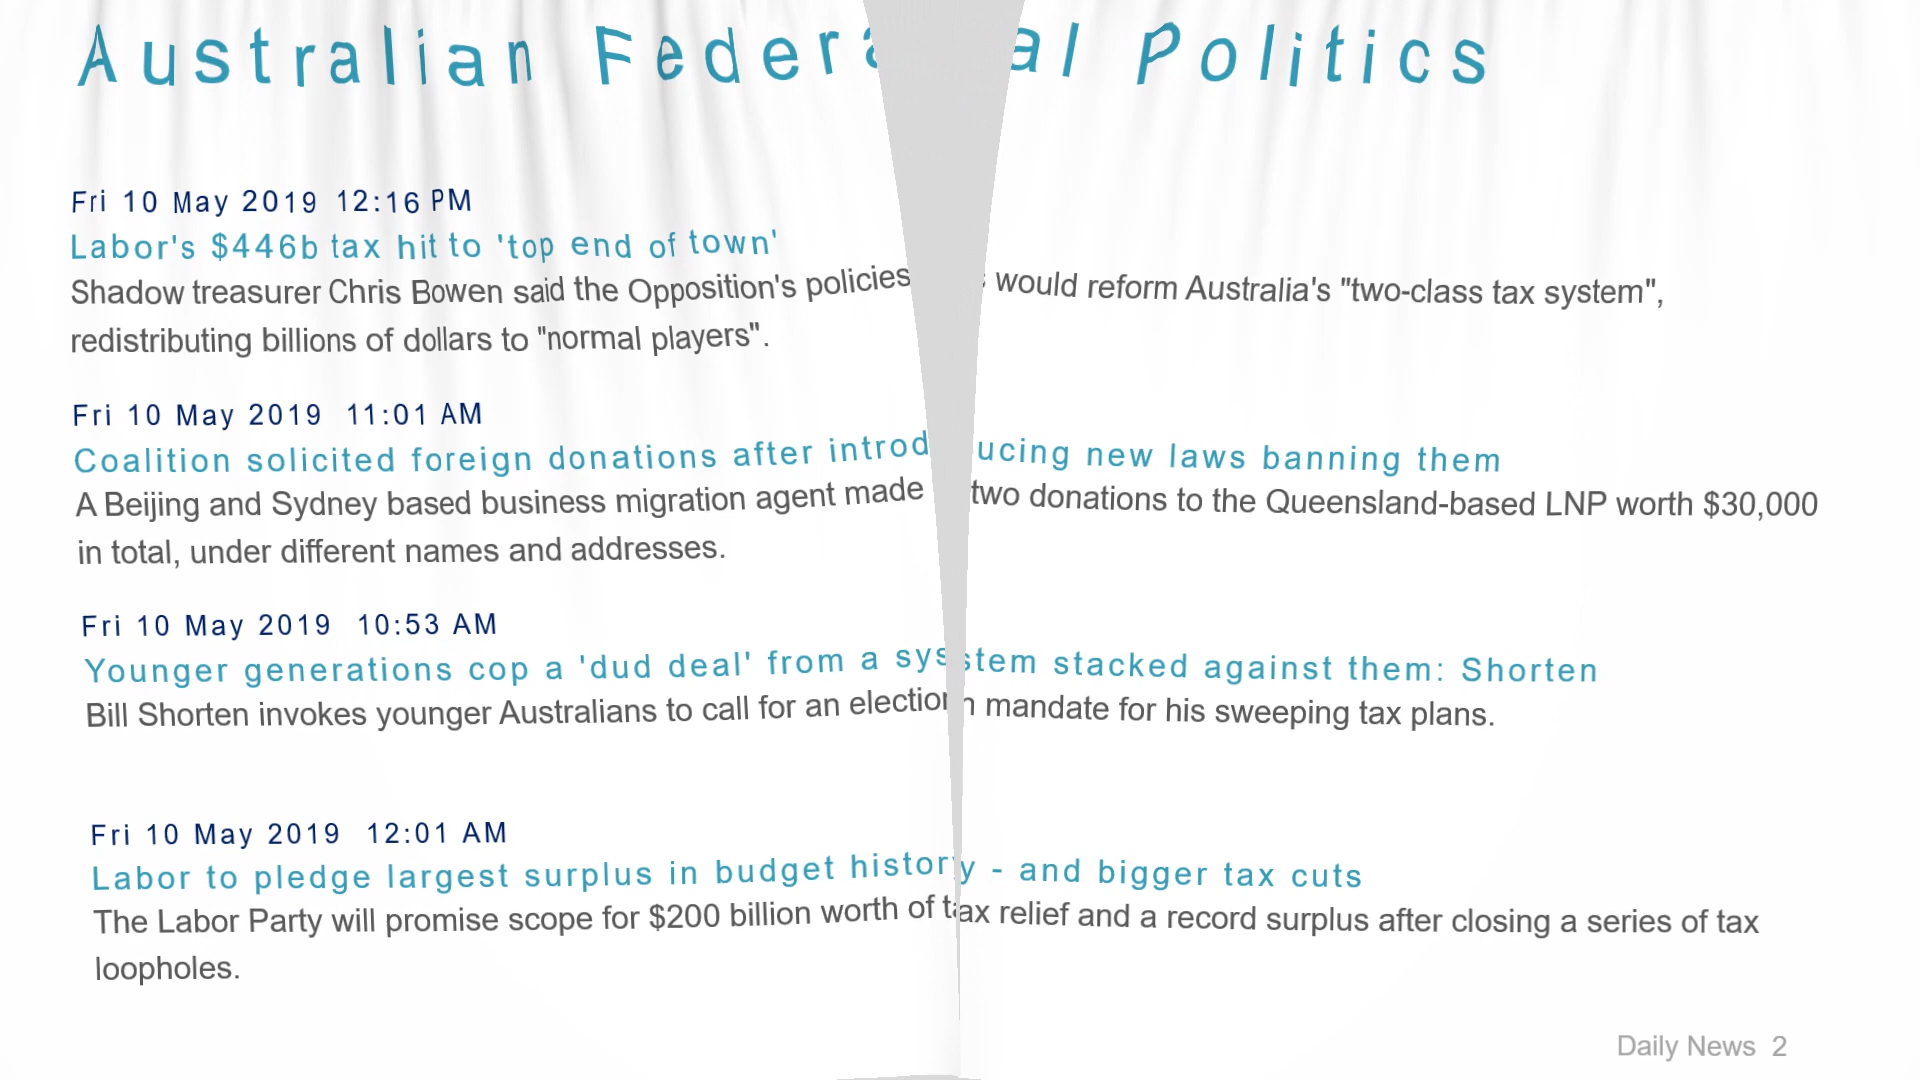 Australian Federal Politics
Fri 10 May 2019 12:16 PM
Labor's $446b tax hit to 'top end of town'
Shadow treasurer Chris Bowen said the Opposition's policies would reform Australia's "two-class tax system",
redistributing billions of dollars to "normal players".
Fri 10 May 2019 11:01 AM
Coalition solicited foreign donations after introducing new laws banning them
A Beijing and Sydney based business migration agent made two donations to the Queensland-based LNP worth $30,000
in total, under different names and addresses.
Fri 10 May 2019 10:53 AM
Younger generations cop a 'dud deal' from a system stacked against them: Shorten
Bill Shorten invokes younger Australians to call for an election mandate for his sweeping tax plans.
Fri 10 May 2019 12:01 AM
Labor to pledge largest surplus in budget history - and bigger tax cuts
The Labor Party will promise scope for $200 billion worth of tax relief and a record surplus after closing a series of tax
loopholes.
Daily News 2